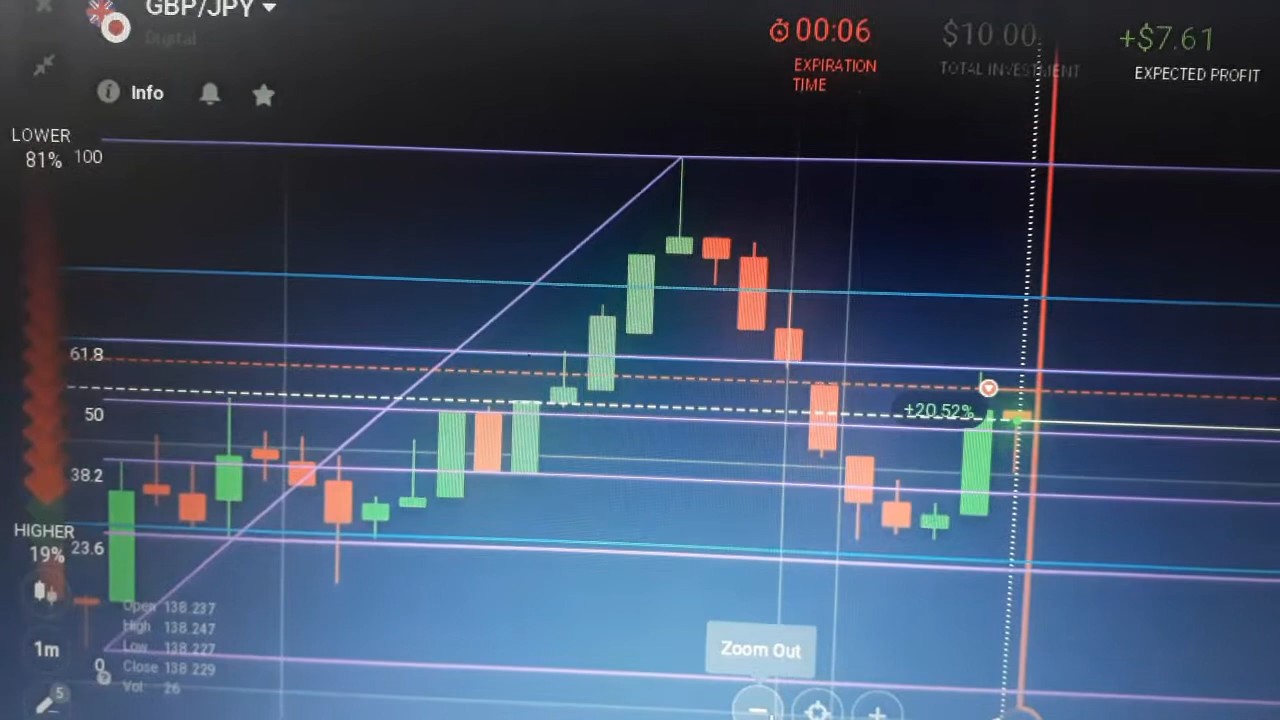 GBP/JPY
Digital
00:06
EXPIRATION
TIME
$10.00
TOTAL INVESTMENT
+$7.61
EXPECTED PROFIT
Info
LOWER
81%
100
61.8
50
38.2
23.6
0
+20.52%
HIGHER
19%
Open 138.237
High 138.247
Low 138.227
Close 138.229
Vol 26
1m
5
Zoom Out